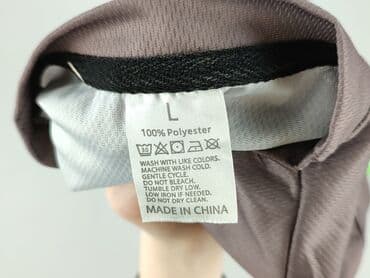 L
100% Polyester
WASH WITH LIKE COLORS.
MACHINE WASH COLD.
GENTLE CYCLE.
DO NOT BLEACH.
TUMBLE DRY LOW.
LOW IRON IF NEEDED.
DO NOT DRY CLEAN.
MADE IN CHINA